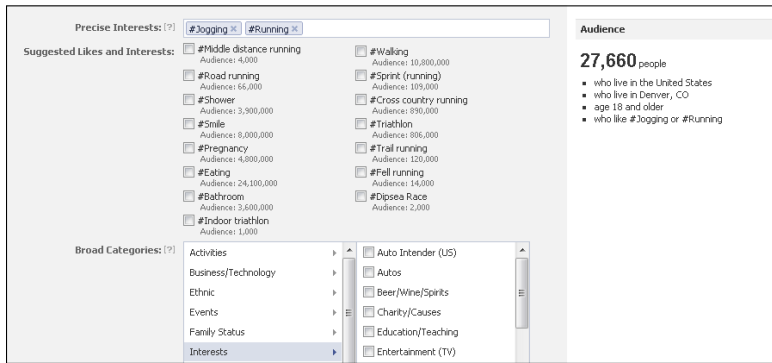 Precise Interests: [?]
#Jogging × #Running ×
Suggested Likes and Interests:
#Middle distance running
Audience: 4,000
#Road running
Audience: 66,000
#Shower
Audience: 3,900,000
#Smile
Audience: 8,000,000
#Pregnancy
Audience: 4,800,000
#Eating
Audience: 24,100,000
#Bathroom
Audience: 3,600,000
#Indoor triathlon
Audience: 1,000
#Walking
Audience: 10,800,000
#Sprint (running)
Audience: 109,000
#Cross country running
Audience: 890,000
#Triathlon
Audience: 806,000
#Trail running
Audience: 120,000
#Fell running
Audience: 14,000
#Dipsea Race
Audience: 2,000
Broad Categories: [?]
Activities
Business/Technology
Ethnic
Events
Family Status
Interests
Auto Intender (US)
Autos
Beer/Wine/Spirits
Charity/Causes
Education/Teaching
Entertainment (TV)
Audience
27,660 people
who live in the United States
who live in Denver, CO
age 18 and older
who like #Jogging or #Running